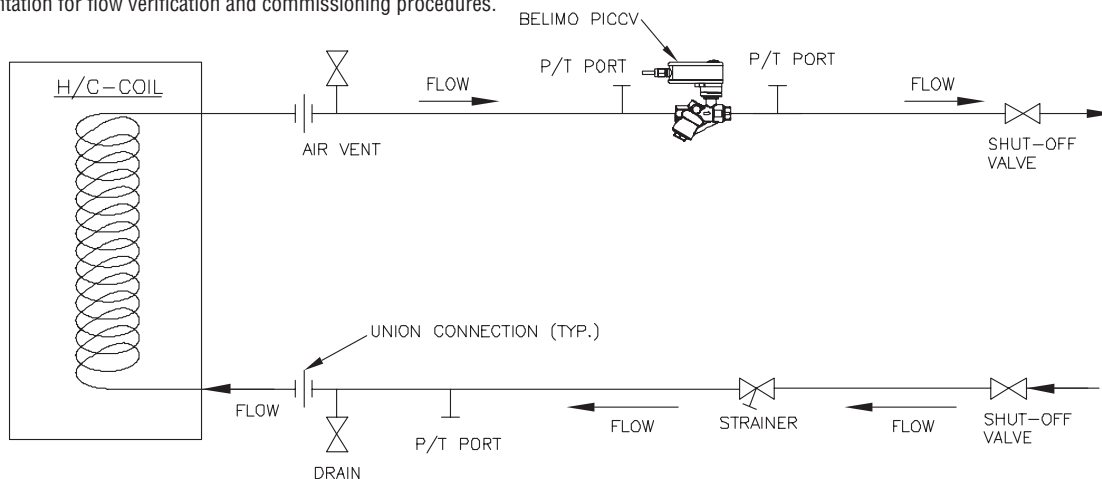 ntation for flow verification and commissioning procedures.
BELIMO PICCV
P/T PORT
P/T PORT
H/C-COIL
FLOW
FLOW
AIR VENT
SHUT-OFF
VALVE
UNION CONNECTION (TYP.)
FLOW
P/T PORT
FLOW
STRAINER
FLOW
SHUT-OFF
VALVE
DRAIN